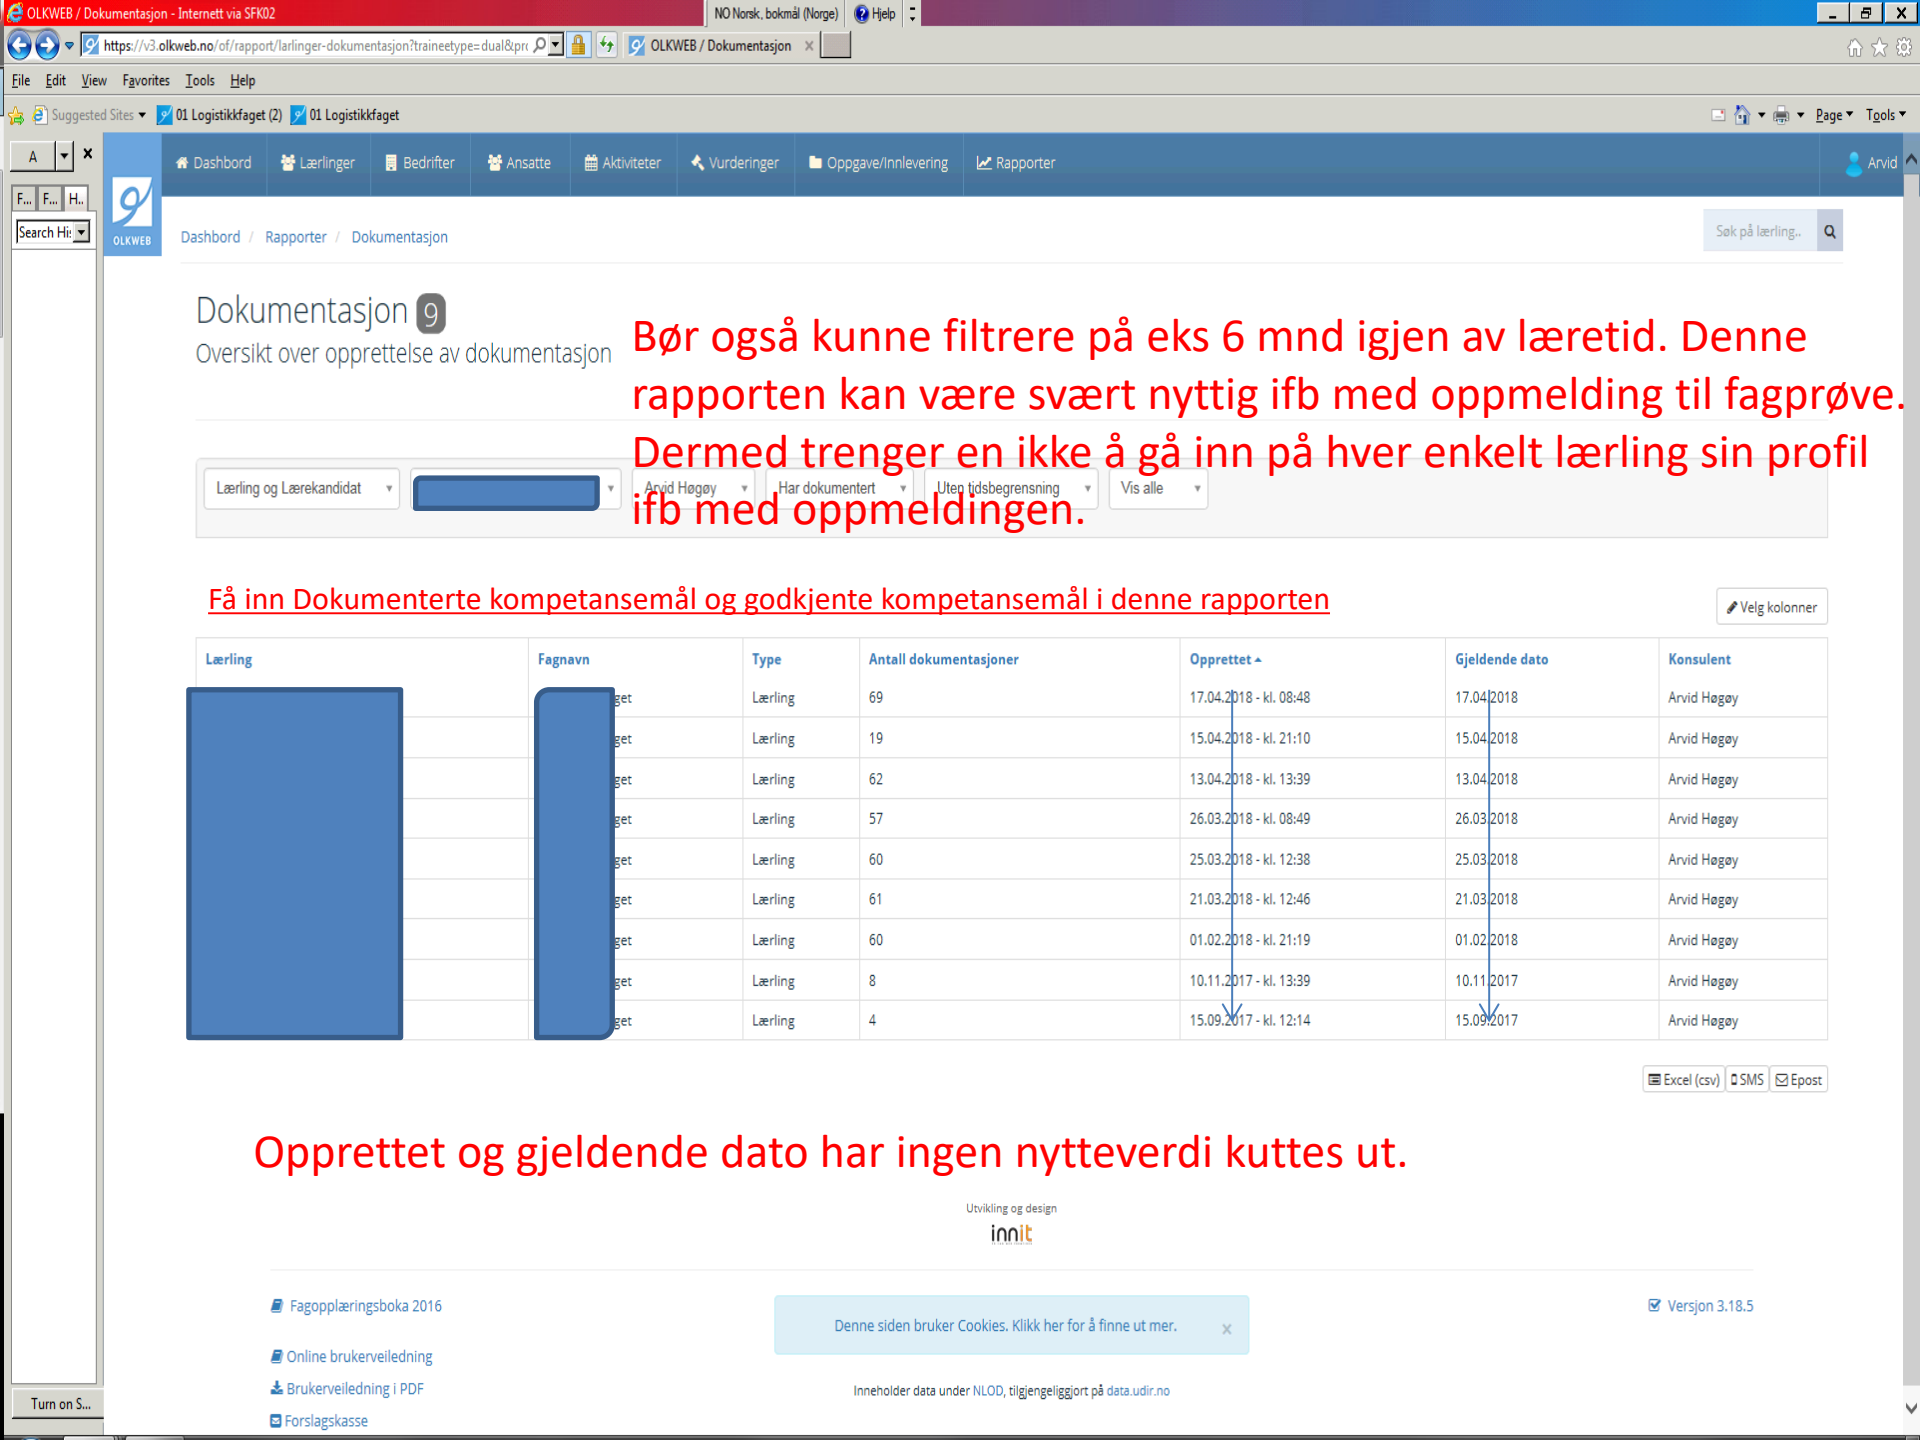 OLKWEB / Dokumentasjon - Internett via SFK02
NO Norsk, bokmål (Norge) Hjelp
https://v3.olkweb.no/of/rapport/larlinger-dokumentasjon?traineetype=dual&pr
OLKWEB / Dokumentasjon
File Edit View Favorites Tools Help
Suggested Sites 01 Logistikkfaget (2) 01 Logistikkfaget
Page Tools
A
F... F... H..
Search His
OLKWEB
Dashbord Lærlinger Bedrifter Ansatte Aktiviteter Vurderinger Oppgave/Innlevering Rapporter Arvid
Dashbord / Rapporter / Dokumentasjon
Søk på lærling..
Dokumentasjon 9
Oversikt over opprettelse av dokumentasjon
Bør også kunne filtrere på eks 6 mnd igjen av læretid. Denne
rapporten kan være svært nyttig ifb med oppmelding til fagprøve.
Dermed trenger en ikke å gå inn på hver enkelt lærling sin profil
ifb med oppmeldingen.
Lærling og Lærekandidat Arvid Høgøy Har dokumentert Uten tidsbegrensning Vis alle
Få inn Dokumenterte kompetansemål og godkjente kompetansemål i denne rapporten
Velg kolonner
Lærling Fagnavn Type Antall dokumentasjoner Opprettet Gjeldende dato Konsulent
get Lærling 69 17.04.2018 - kl. 08:48 17.04.2018 Arvid Høgøy
get Lærling 19 15.04.2018 - kl. 21:10 15.04.2018 Arvid Høgøy
get Lærling 62 13.04.2018 - kl. 13:39 13.04.2018 Arvid Høgøy
get Lærling 57 26.03.2018 - kl. 08:49 26.03.2018 Arvid Høgøy
get Lærling 60 25.03.2018 - kl. 12:38 25.03.2018 Arvid Høgøy
get Lærling 61 21.03.2018 - kl. 12:46 21.03.2018 Arvid Høgøy
get Lærling 60 01.02.2018 - kl. 21:19 01.02.2018 Arvid Høgøy
get Lærling 8 10.11.2017 - kl. 13:39 10.11.2017 Arvid Høgøy
get Lærling 4 15.09.2017 - kl. 12:14 15.09.2017 Arvid Høgøy
Excel (csv) SMS Epost
Opprettet og gjeldende dato har ingen nytteverdi kuttes ut.
Utvikling og design
innit
Fagopplæringsboka 2016
Denne siden bruker Cookies. Klikk her for å finne ut mer.
Versjon 3.18.5
Online brukerveiledning
Brukerveiledning i PDF
Inneholder data under NLOD, tilgjengeliggjort på data.udir.no
Forslagskasse
Turn on S...